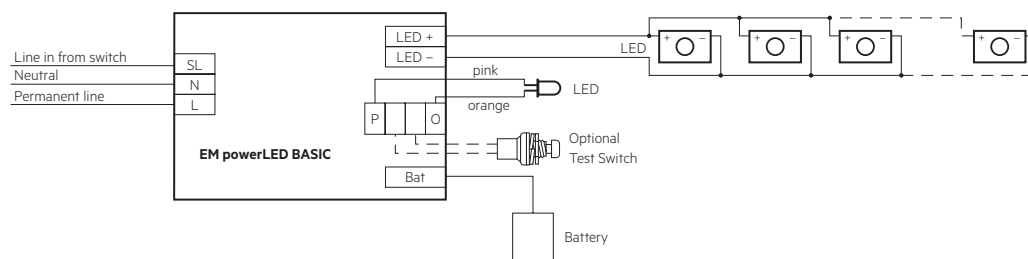 Line in from switch
Neutral
Permanent line
SL
N
L
EM powerLED BASIC
LED +
LED –
P
O
Bat
pink
orange
LED
Optional
Test Switch
Battery
LED
+ –
+ –
+ –
+ –